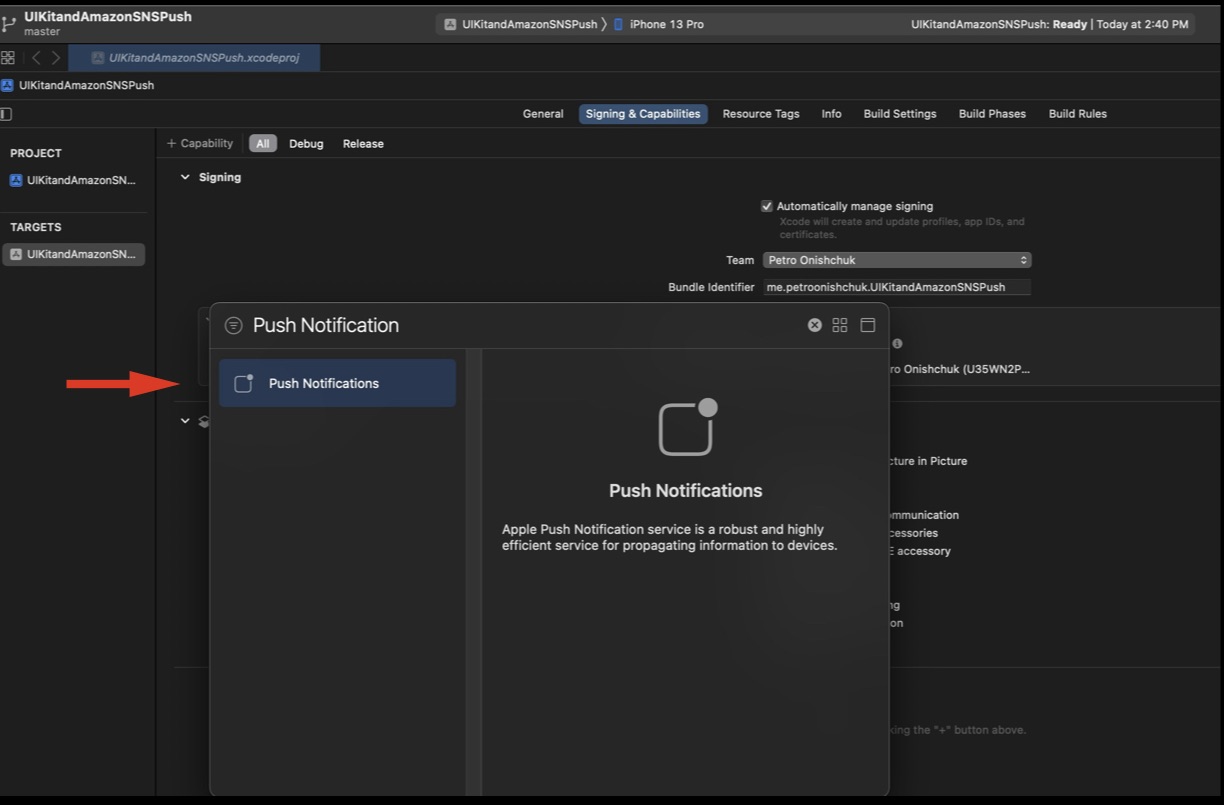 UIKitandAmazonSNSPush
master
UIKitandAmazonSNSPush
iPhone 13 Pro
UIKitandAmazonSNSPush: Ready | Today at 2:40 PM
UIKitandAmazonSNSPush.xcodeproj
UIKitandAmazonSNSPush
General
Signing & Capabilities
Resource Tags
Info
Build Settings
Build Phases
Build Rules
PROJECT
UIKitandAmazonSN...
TARGETS
UIKitandAmazonSN...
+ Capability
All
Debug
Release
Signing
Automatically manage signing
Xcode will create and update profiles, app IDs, and
certificates.
Team
Petro Onishchuk
Bundle Identifier
me.petroonishchuk.UIKitandAmazonSNSPush
Push Notification
Push Notifications
Push Notifications
Apple Push Notification service is a robust and highly
efficient service for propagating information to devices.
ro Onishchuk (U35WN2P...
cture in Picture
mmunication
cessories
E accessory
ng
on
king the "+" button above.